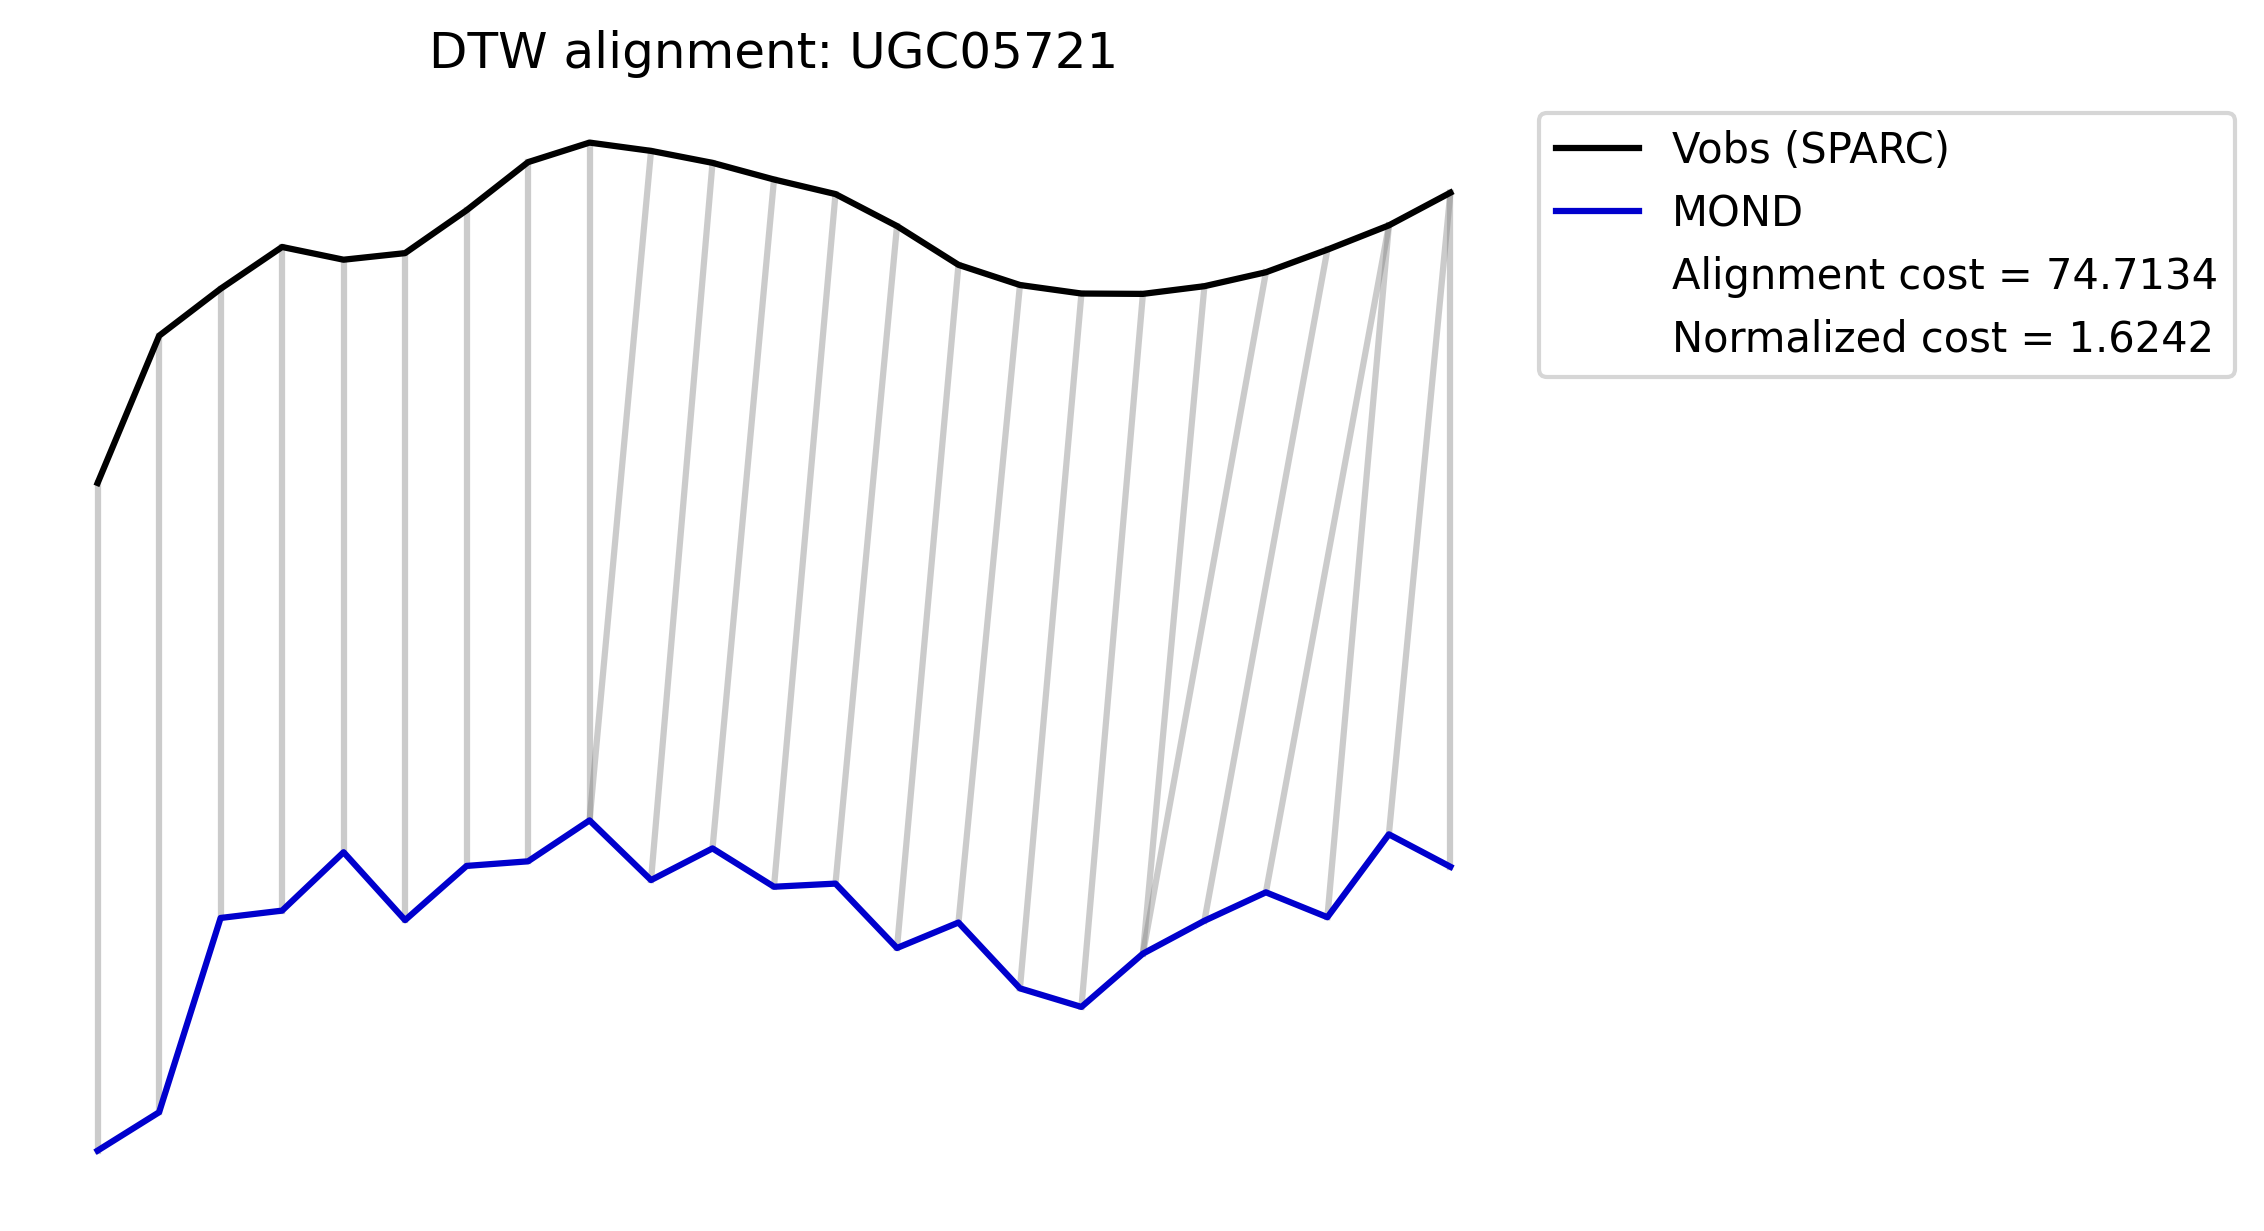 DTW alignment: UGC05721
Vobs (SPARC)
MOND
Alignment cost = 74.7134
Normalized cost = 1.6242